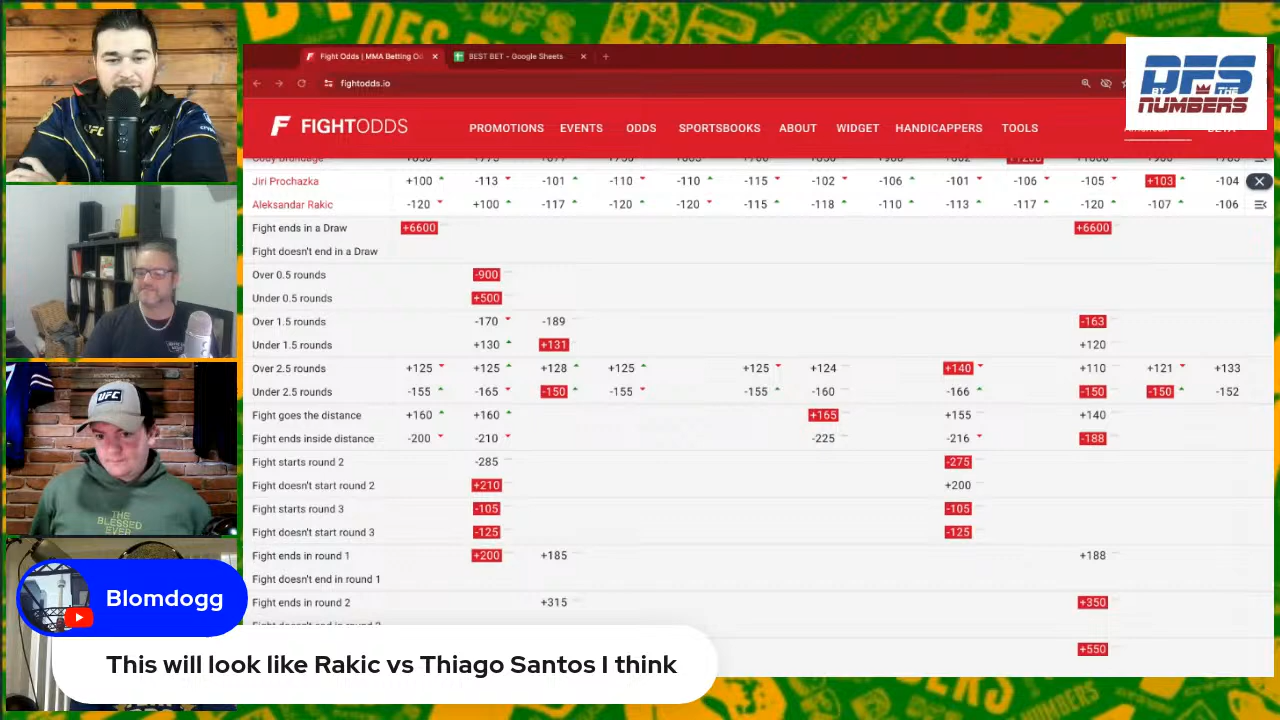 Fight Odds | MMA Betting Od
BEST BET - Google Sheets
fightodds.io
DFS
BY THE
NUMBERS
FIGHTODDS
PROMOTIONS EVENTS ODDS SPORTSBOOKS ABOUT WIDGET HANDICAPPERS TOOLS
Jiri Prochazka +100 -113 -101 -110 -110 -115 -102 -106 -101 -106 -105 +103 -104
Aleksandar Rakic -120 +100 -117 -120 -120 -115 -118 -110 -113 -117 -120 -107 -106
Fight ends in a Draw +6600 +6600
Fight doesn't end in a Draw
Over 0.5 rounds -900
Under 0.5 rounds +500
Over 1.5 rounds -170 -189 -163
Under 1.5 rounds +130 +131 +120
Over 2.5 rounds +125 +125 +128 +125 +125 +124 +140 +110 +121 +133
Under 2.5 rounds -155 -165 -150 -155 -155 -160 -166 -150 -150 -152
Fight goes the distance +160 +160 +165 +155 +140
Fight ends inside distance -200 -210 -225 -216 -188
Fight starts round 2 -285 -275
Fight doesn't start round 2 +210 +200
Fight starts round 3 -105 -105
Fight doesn't start round 3 -125 -125
Fight ends in round 1 +200 +185 +188
Fight doesn't end in round 1
Fight ends in round 2 +315 +350
+550
UFC
UFC
THE
BLESSED
EVER
Blomdogg
This will look like Rakic vs Thiago Santos I think